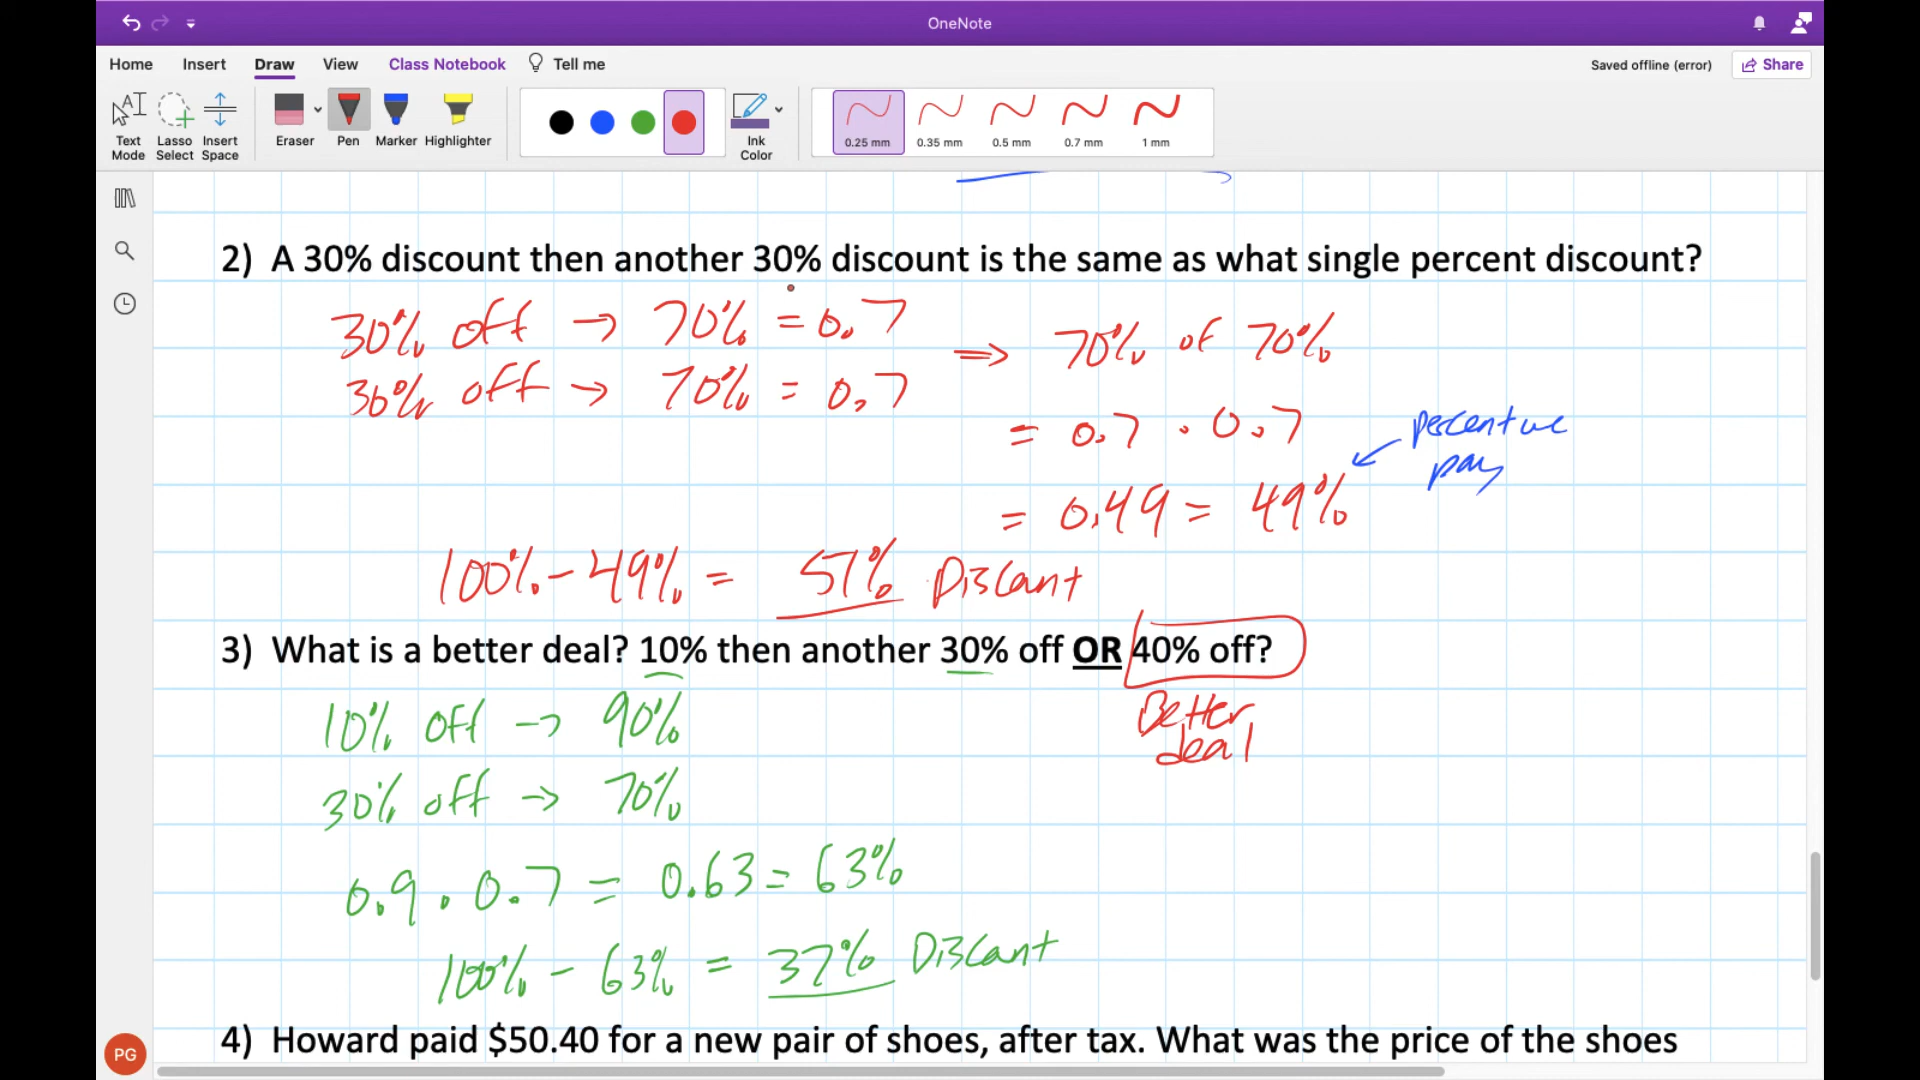 OneNote
Home Insert Draw View Class Notebook Tell me Saved offline (error) Share
Text Mode Lasso Select Insert Space Eraser Pen Marker Highlighter Ink Color 0.25 mm 0.35 mm 0.5 mm 0.7 mm 1 mm
2) A 30% discount then another 30% discount is the same as what single percent discount?
30% off → 70% = 0.7
30% off → 70% = 0.7
⇒ 70% of 70%
= 0.7 · 0.7
percent we
pay
= 0.49 = 49%
100% - 49% = 51% Discount
3) What is a better deal? 10% then another 30% off OR 40% off?
Better
deal
10% off → 90%
30% off → 70%
0.9 · 0.7 = 0.63 = 63%
100% - 63% = 37% Discount
4) Howard paid $50.40 for a new pair of shoes, after tax. What was the price of the shoes
PG